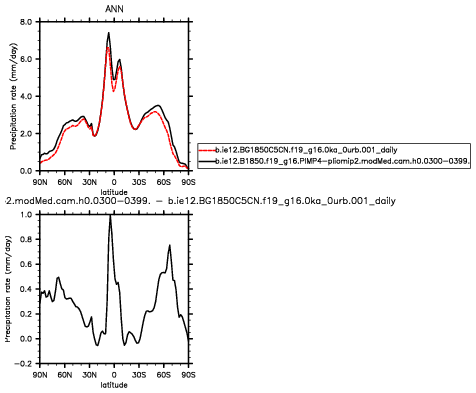 ANN
Precipitation rate (mm/day)
8.0
6.0
4.0
2.0
0.0
90N 60N 30N 0 30S 60S 90S
latitude
b.ie12.BG1850C5CN.f19_g16.0ka_0urb.001_daily
b.ie12.B1850.f19_g16.PIMP4-pliomip2.modMed.cam.h0.0300-0399.
2.modMed.cam.h0.0300-0399. - b.ie12.BG1850C5CN.f19_g16.0ka_0urb.001_daily
Precipitation rate (mm/day)
1.0
0.8
0.6
0.4
0.2
0.0
-0.2
90N 60N 30N 0 30S 60S 90S
latitude